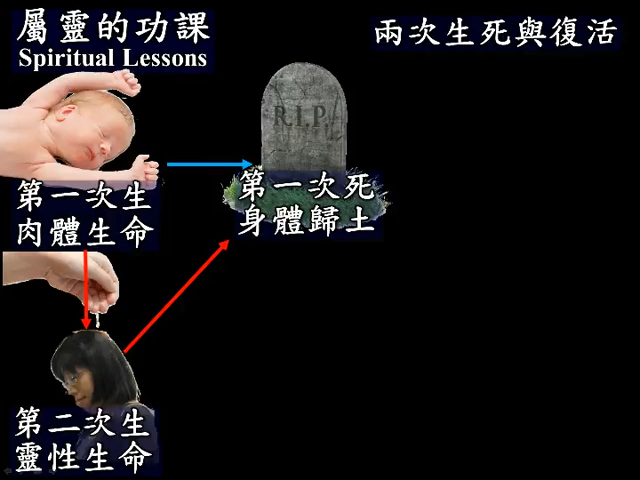 屬靈的功課
Spiritual Lessons
兩次生死與復活
R.I.P.
第一次生
肉體生命
第一次死
身體歸土
第二次生
靈性生命